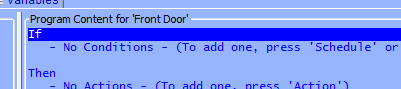 Variables
Program Content for 'Front Door'
If
- No Conditions - (To add one, press 'Schedule' or
Then
- No Actions - (To add one, press 'Action')